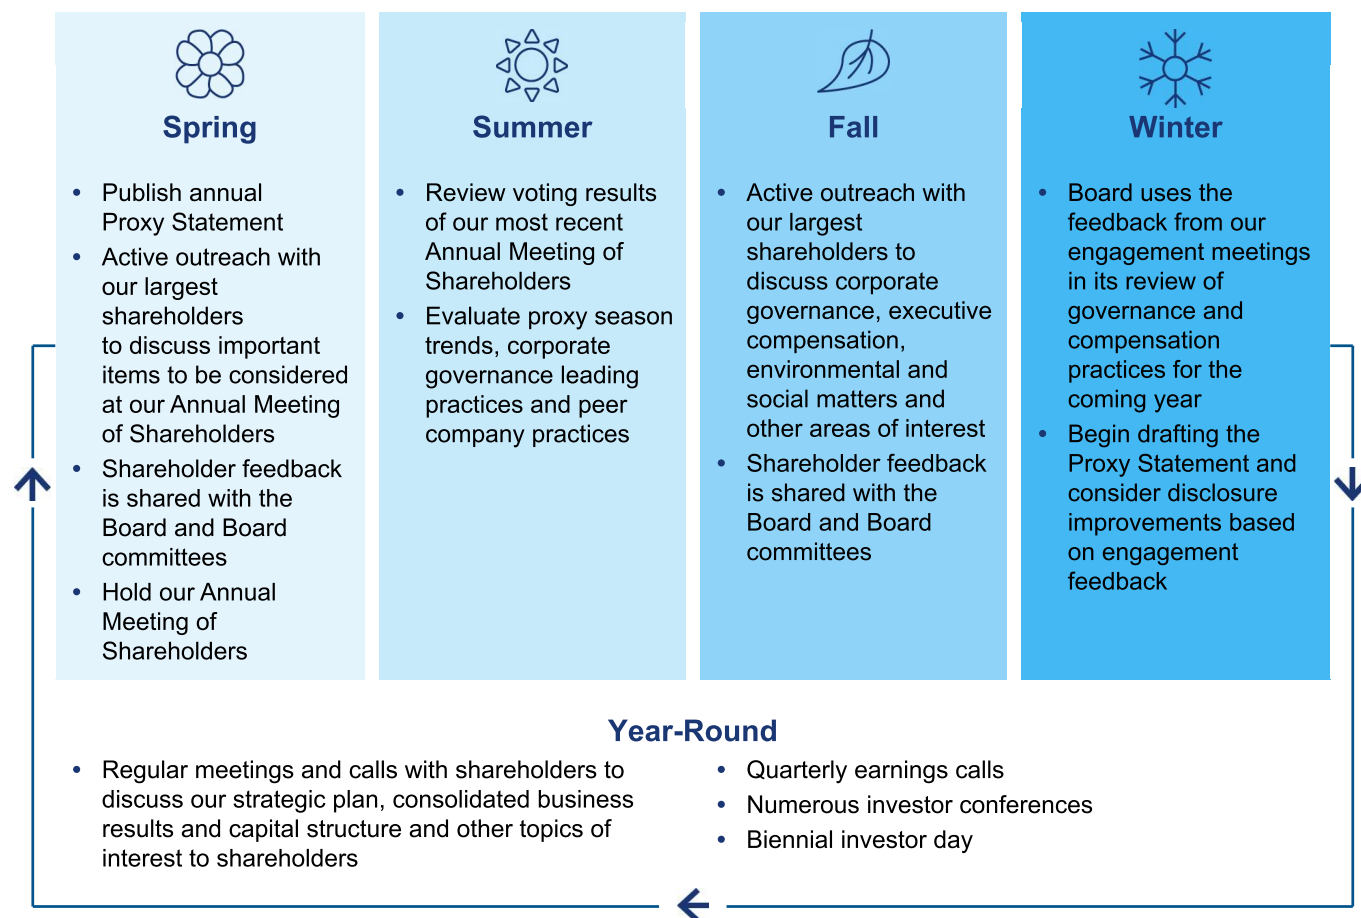 Spring
• Publish annual
Proxy Statement
• Active outreach with
our largest
shareholders
to discuss important
items to be considered
at our Annual Meeting
of Shareholders
• Shareholder feedback
is shared with the
Board and Board
committees
• Hold our Annual
Meeting of
Shareholders
Summer
• Review voting results
of our most recent
Annual Meeting of
Shareholders
• Evaluate proxy season
trends, corporate
governance leading
practices and peer
company practices
Fall
• Active outreach with
our largest
shareholders to
discuss corporate
governance, executive
compensation,
environmental and
social matters and
other areas of interest
• Shareholder feedback
is shared with the
Board and Board
committees
Winter
• Board uses the
feedback from our
engagement meetings
in its review of
governance and
compensation
practices for the
coming year
• Begin drafting the
Proxy Statement and
consider disclosure
improvements based
on engagement
feedback
Year-Round
• Regular meetings and calls with shareholders to
discuss our strategic plan, consolidated business
results and capital structure and other topics of
interest to shareholders
• Quarterly earnings calls
• Numerous investor conferences
• Biennial investor day